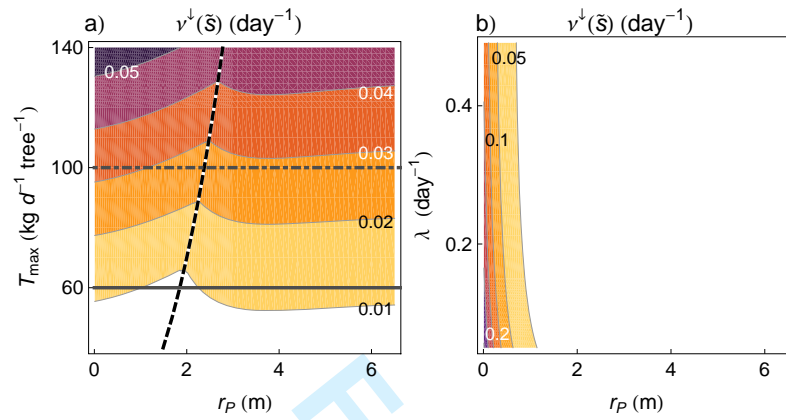 a) ν↓(s̃) (day⁻¹)
140
100
60
T_max (kg d⁻¹ tree⁻¹)
0.05
0.04
0.03
0.02
0.01
0 2 4 6
r_P (m)
b) ν↓(s̃) (day⁻¹)
0.4
0.2
λ (day⁻¹)
0.05
0.1
0.2
0 2 4 6
r_P (m)